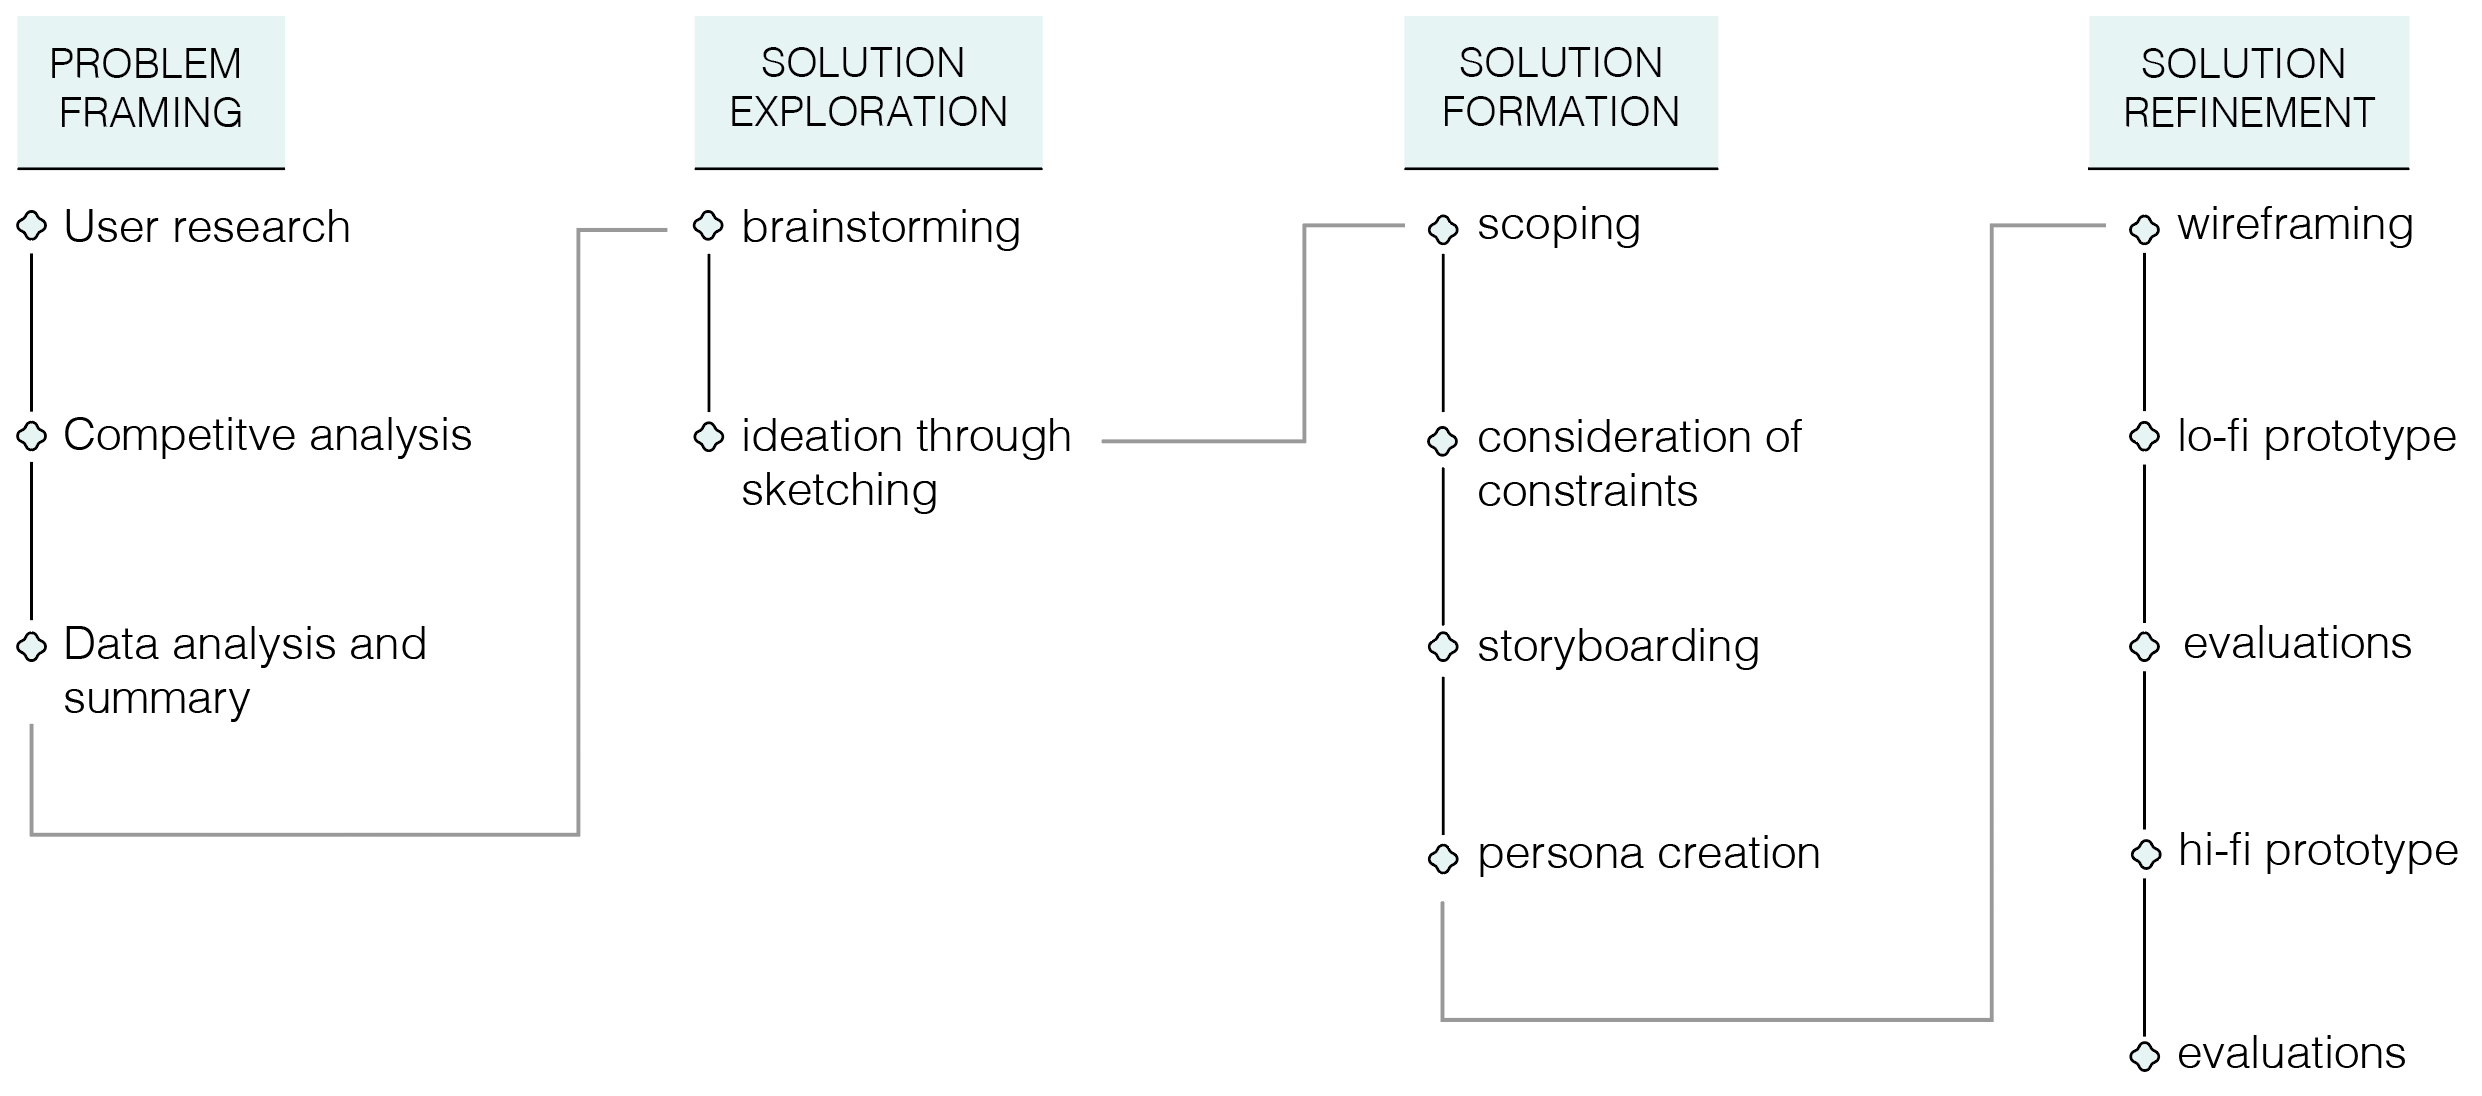 PROBLEM
FRAMING
User research
Competitve analysis
Data analysis and
summary
SOLUTION
EXPLORATION
brainstorming
ideation through
sketching
SOLUTION
FORMATION
scoping
consideration of
constraints
storyboarding
persona creation
SOLUTION
REFINEMENT
wireframing
lo-fi prototype
evaluations
hi-fi prototype
evaluations